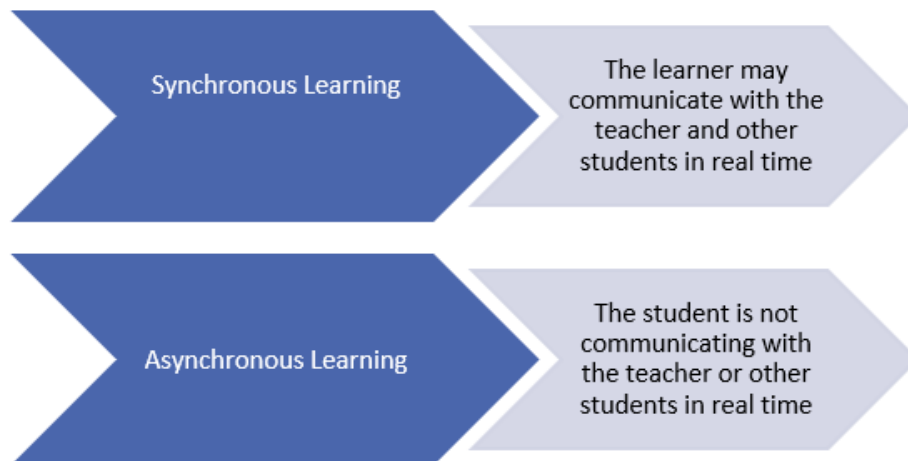 Synchronous Learning
The learner may
communicate with the
teacher and other
students in real time
Asynchronous Learning
The student is not
communicating with
the teacher or other
students in real time